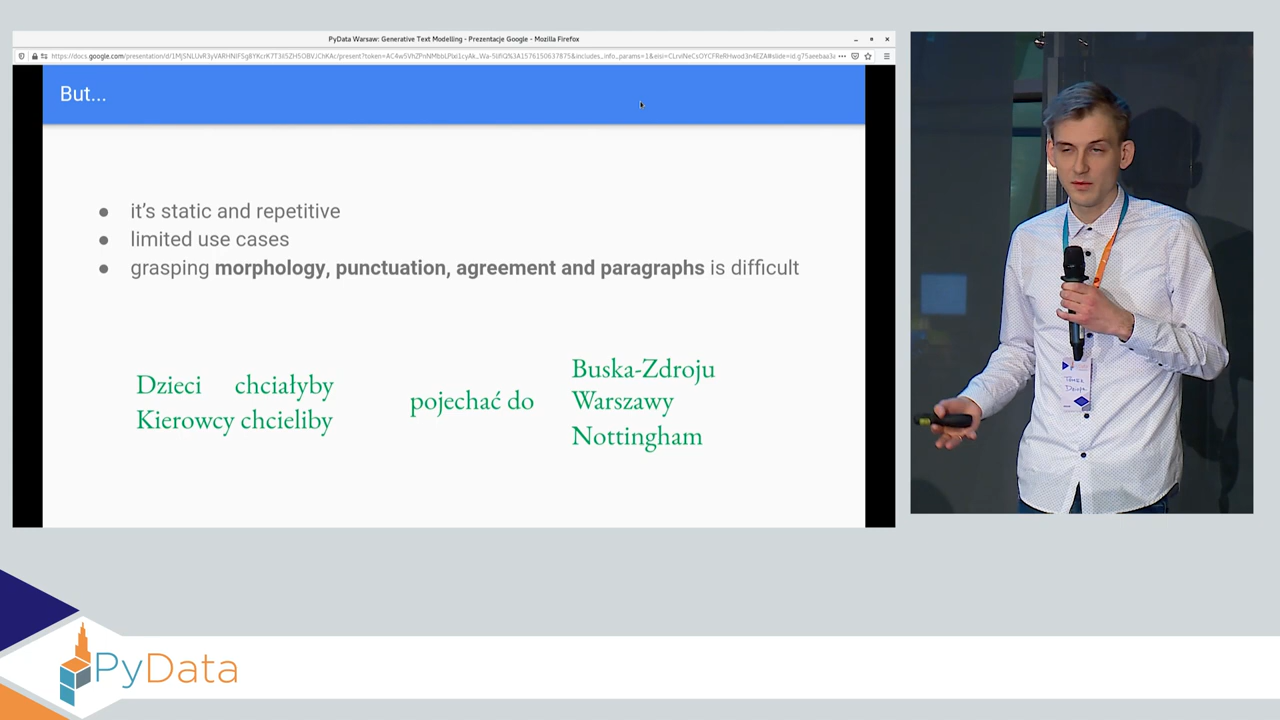 PyData Warsaw: Generative Text Modelling - Prezentacje Google - Mozilla Firefox
But...
it's static and repetitive
limited use cases
grasping morphology, punctuation, agreement and paragraphs is difficult
Dzieci chciałyby
Kierowcy chcieliby
pojechać do
Buska-Zdroju
Warszawy
Nottingham
PyData